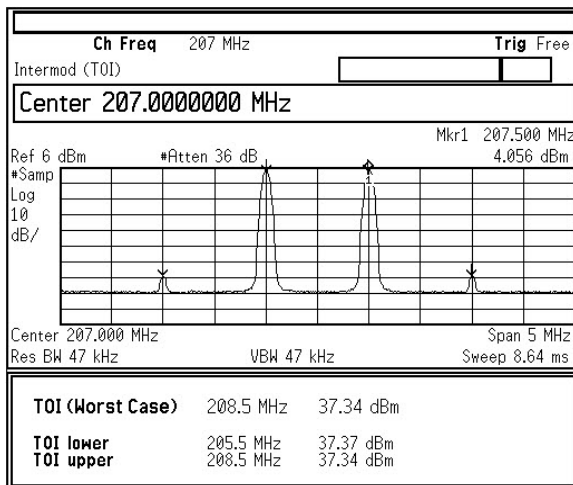 Ch Freq 207 MHz Trig Free
Intermod (TOI)
Center 207.0000000 MHz
Mkr1 207.500 MHz
Ref 6 dBm #Atten 36 dB 4.056 dBm
#Samp
Log
10
dB/
1
Center 207.000 MHz Span 5 MHz
Res BW 47 kHz VBW 47 kHz Sweep 8.64 ms
TOI (Worst Case) 208.5 MHz 37.34 dBm
TOI lower 205.5 MHz 37.37 dBm
TOI upper 208.5 MHz 37.34 dBm